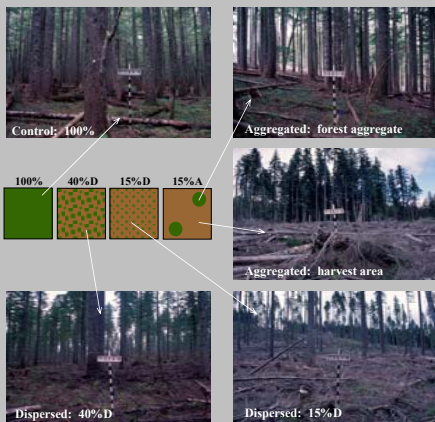 Control: 100%
Aggregated: forest aggregate
100% 40%D 15%D 15%A
Aggregated: harvest area
Dispersed: 40%D
Dispersed: 15%D